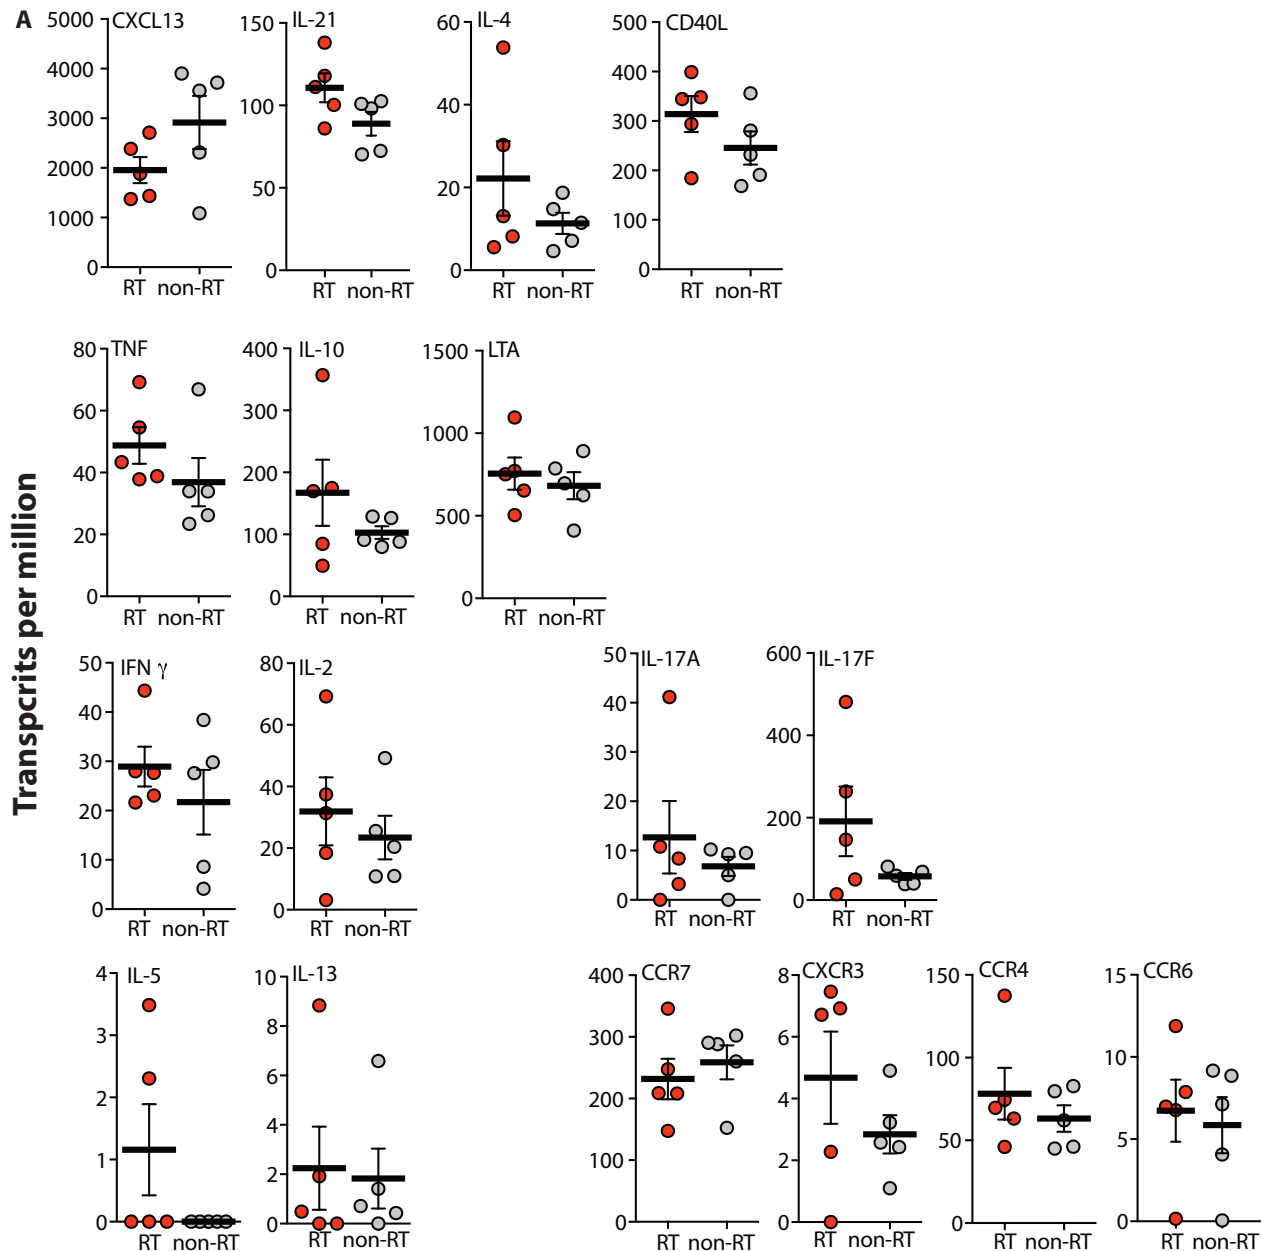 A
Transpcrits per million
CXCL13
5000
4000
3000
2000
1000
0
RT non-RT
IL-21
150
100
50
0
RT non-RT
IL-4
60
40
20
0
RT non-RT
CD40L
500
400
300
200
100
0
RT non-RT
TNF
80
60
40
20
0
RT non-RT
IL-10
400
300
200
100
0
RT non-RT
LTA
1500
1000
500
0
RT non-RT
IFN γ
50
40
30
20
10
0
RT non-RT
IL-2
80
60
40
20
0
RT non-RT
IL-17A
50
40
30
20
10
0
RT non-RT
IL-17F
600
400
200
0
RT non-RT
IL-5
4
3
2
1
0
RT non-RT
IL-13
10
8
6
4
2
0
RT non-RT
CCR7
400
300
200
100
0
RT non-RT
CXCR3
8
6
4
2
0
RT non-RT
CCR4
150
100
50
0
RT non-RT
CCR6
15
10
5
0
RT non-RT